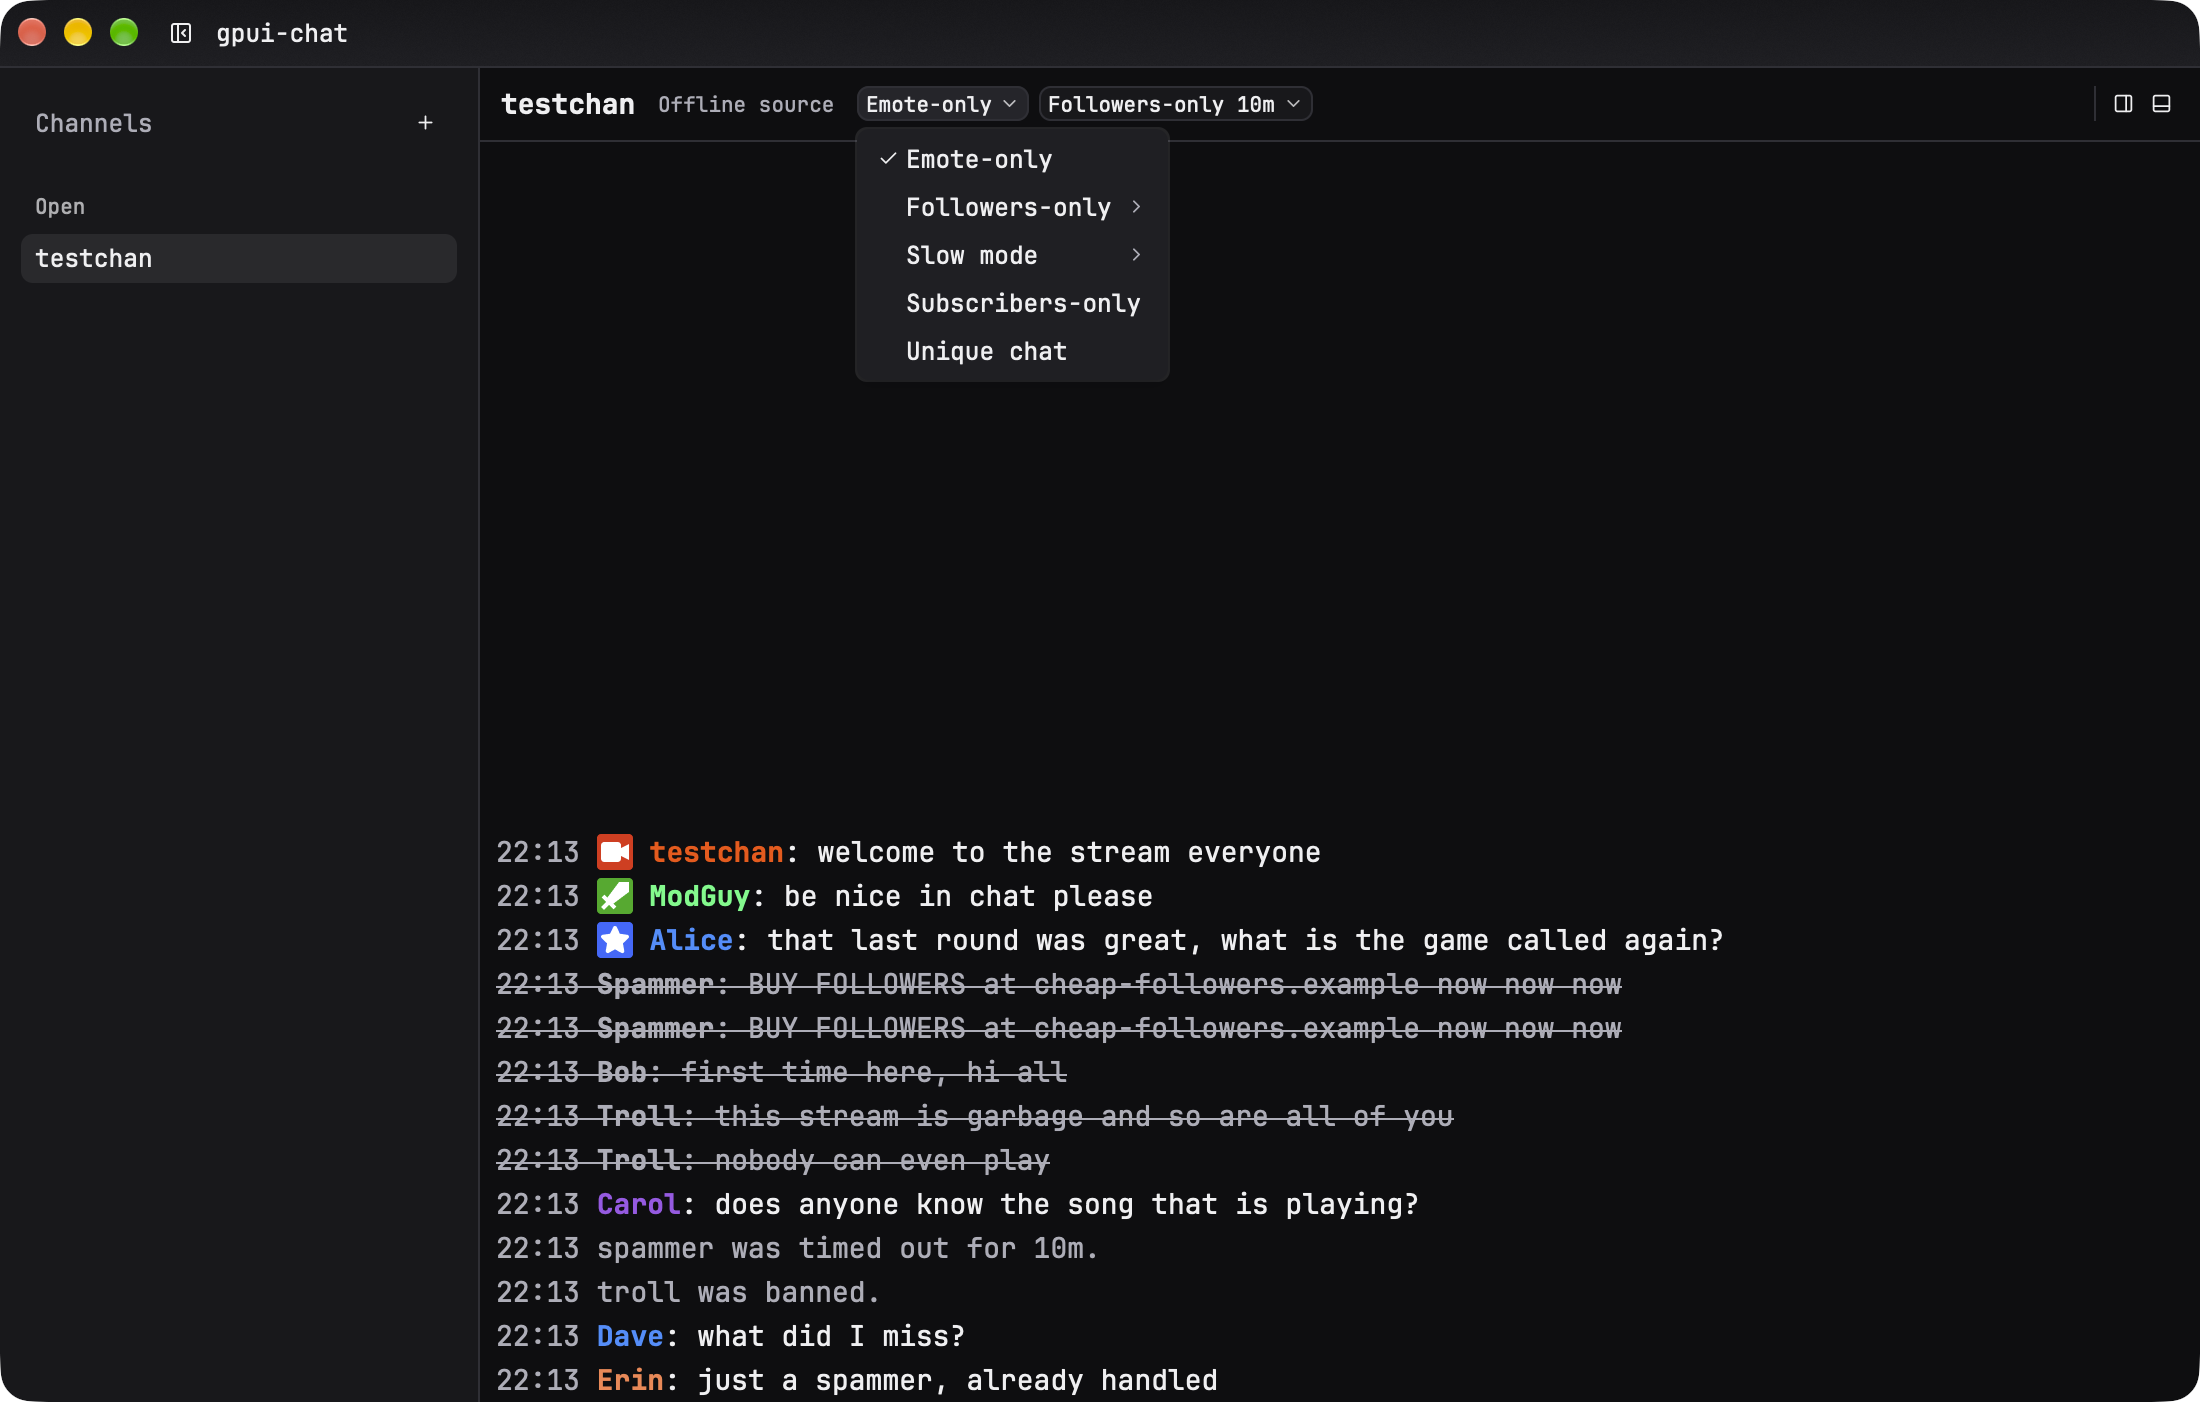 gpui-chat
Channels
Open
testchan
testchan Offline source Emote-only Followers-only 10m
Emote-only
Followers-only
Slow mode
Subscribers-only
Unique chat
22:13 testchan: welcome to the stream everyone
22:13 ModGuy: be nice in chat please
22:13 Alice: that last round was great, what is the game called again?
22:13 Spammer: BUY FOLLOWERS at cheap-followers.example now now now
22:13 Spammer: BUY FOLLOWERS at cheap-followers.example now now now
22:13 Bob: first time here, hi all
22:13 Troll: this stream is garbage and so are all of you
22:13 Troll: nobody can even play
22:13 Carol: does anyone know the song that is playing?
22:13 spammer was timed out for 10m.
22:13 troll was banned.
22:13 Dave: what did I miss?
22:13 Erin: just a spammer, already handled